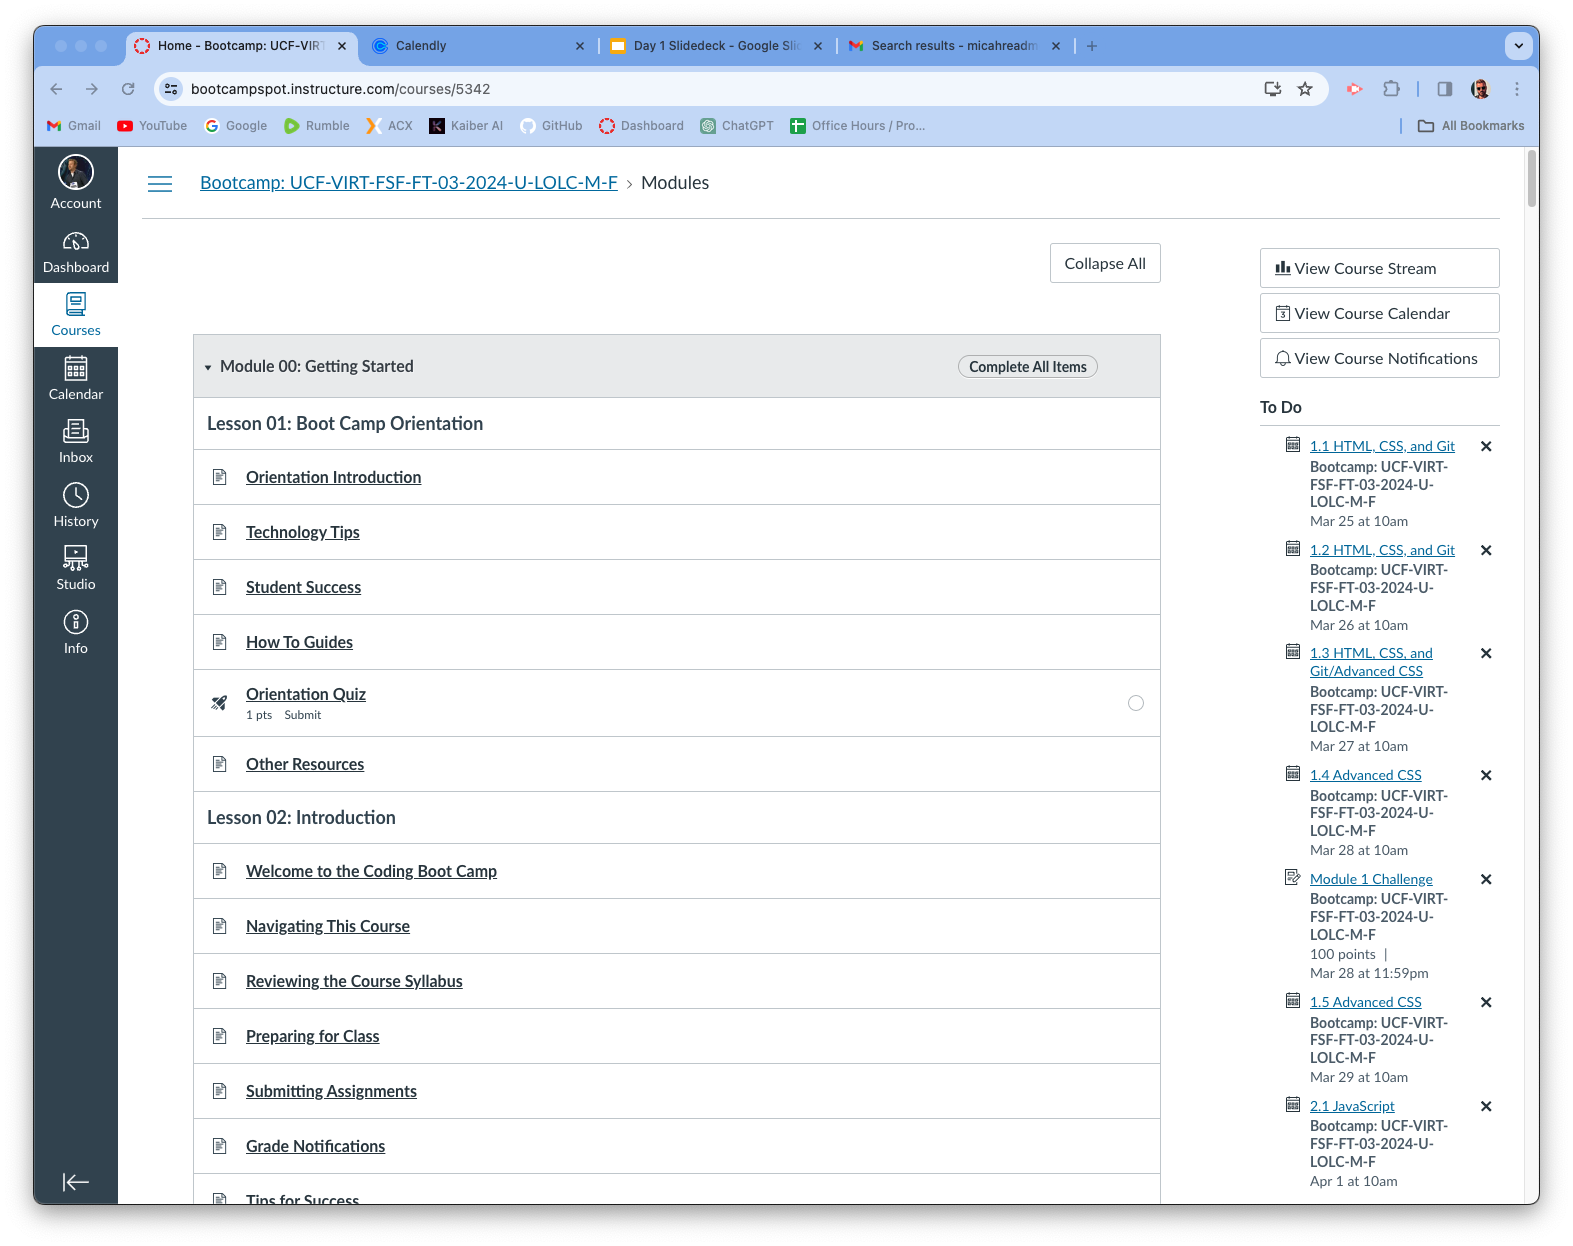 Home - Bootcamp: UCF-VIRT
Calendly
Day 1 Slidedeck - Google Slid
Search results - micahreadm
bootcampspot.instructure.com/courses/5342
Gmail
YouTube
Google
Rumble
ACX
Kaiber AI
GitHub
Dashboard
ChatGPT
Office Hours / Pro...
All Bookmarks
Account
Dashboard
Courses
Calendar
Inbox
History
Studio
Info
Bootcamp: UCF-VIRT-FSF-FT-03-2024-U-LOLC-M-F › Modules
Collapse All
Module 00: Getting Started
Complete All Items
Lesson 01: Boot Camp Orientation
Orientation Introduction
Technology Tips
Student Success
How To Guides
Orientation Quiz
1 pts Submit
Other Resources
Lesson 02: Introduction
Welcome to the Coding Boot Camp
Navigating This Course
Reviewing the Course Syllabus
Preparing for Class
Submitting Assignments
Grade Notifications
Tips for Success
View Course Stream
3 View Course Calendar
View Course Notifications
To Do
1.1 HTML, CSS, and Git
Bootcamp: UCF-VIRT-
FSF-FT-03-2024-U-
LOLC-M-F
Mar 25 at 10am
1.2 HTML, CSS, and Git
Bootcamp: UCF-VIRT-
FSF-FT-03-2024-U-
LOLC-M-F
Mar 26 at 10am
1.3 HTML, CSS, and
Git/Advanced CSS
Bootcamp: UCF-VIRT-
FSF-FT-03-2024-U-
LOLC-M-F
Mar 27 at 10am
1.4 Advanced CSS
Bootcamp: UCF-VIRT-
FSF-FT-03-2024-U-
LOLC-M-F
Mar 28 at 10am
Module 1 Challenge
Bootcamp: UCF-VIRT-
FSF-FT-03-2024-U-
LOLC-M-F
100 points |
Mar 28 at 11:59pm
1.5 Advanced CSS
Bootcamp: UCF-VIRT-
FSF-FT-03-2024-U-
LOLC-M-F
Mar 29 at 10am
2.1 JavaScript
Bootcamp: UCF-VIRT-
FSF-FT-03-2024-U-
LOLC-M-F
Apr 1 at 10am